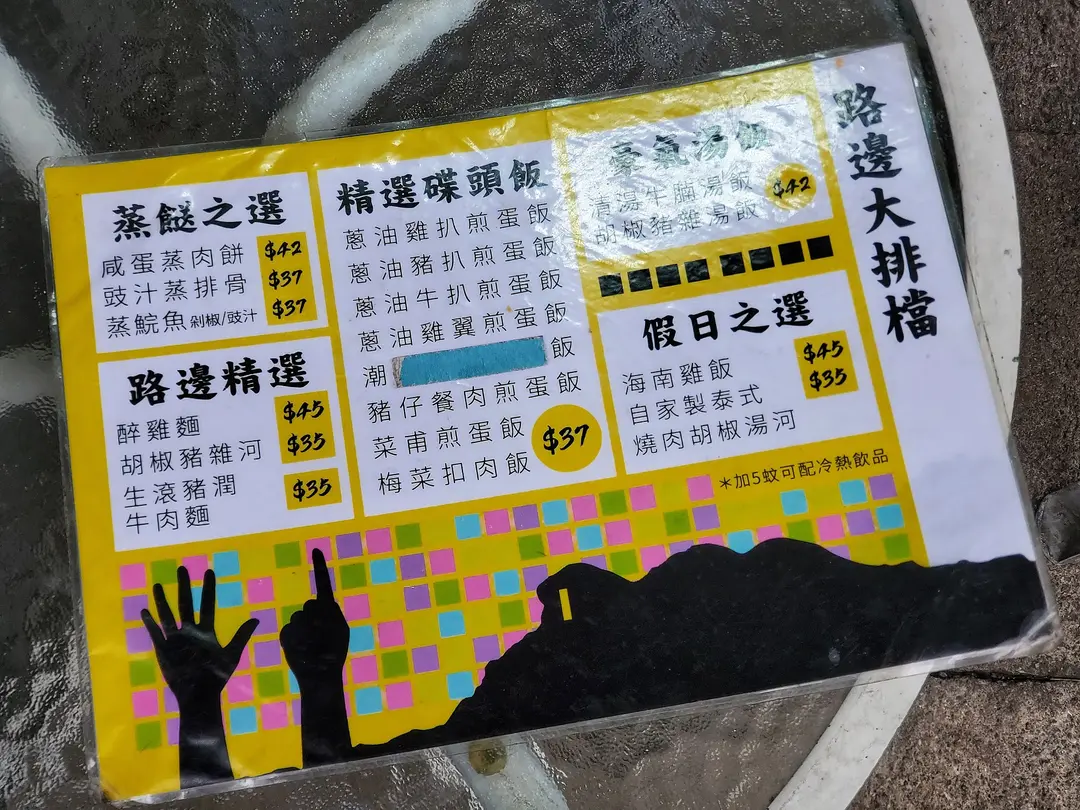 路邊大排檔
蒸餸之選
咸蛋蒸肉餅 $42
豉汁蒸排骨 $37
蒸鯇魚剁椒/豉汁 $37
路邊精選
醉雞麵 $45
胡椒豬雜河 $35
生滾豬潤
牛肉麵 $35
精選碟頭飯
蔥油雞扒煎蛋飯
蔥油豬扒煎蛋飯
蔥油牛扒煎蛋飯
蔥油雞翼煎蛋飯
潮 飯
豬仔餐肉煎蛋飯
菜甫煎蛋飯
梅菜扣肉飯
$37
豪氣湯飯
清湯牛腩湯飯
胡椒豬雜湯飯
$42
假日之選
海南雞飯 $45
自家製泰式 $35
燒肉胡椒湯河
*加5蚊可配冷熱飲品